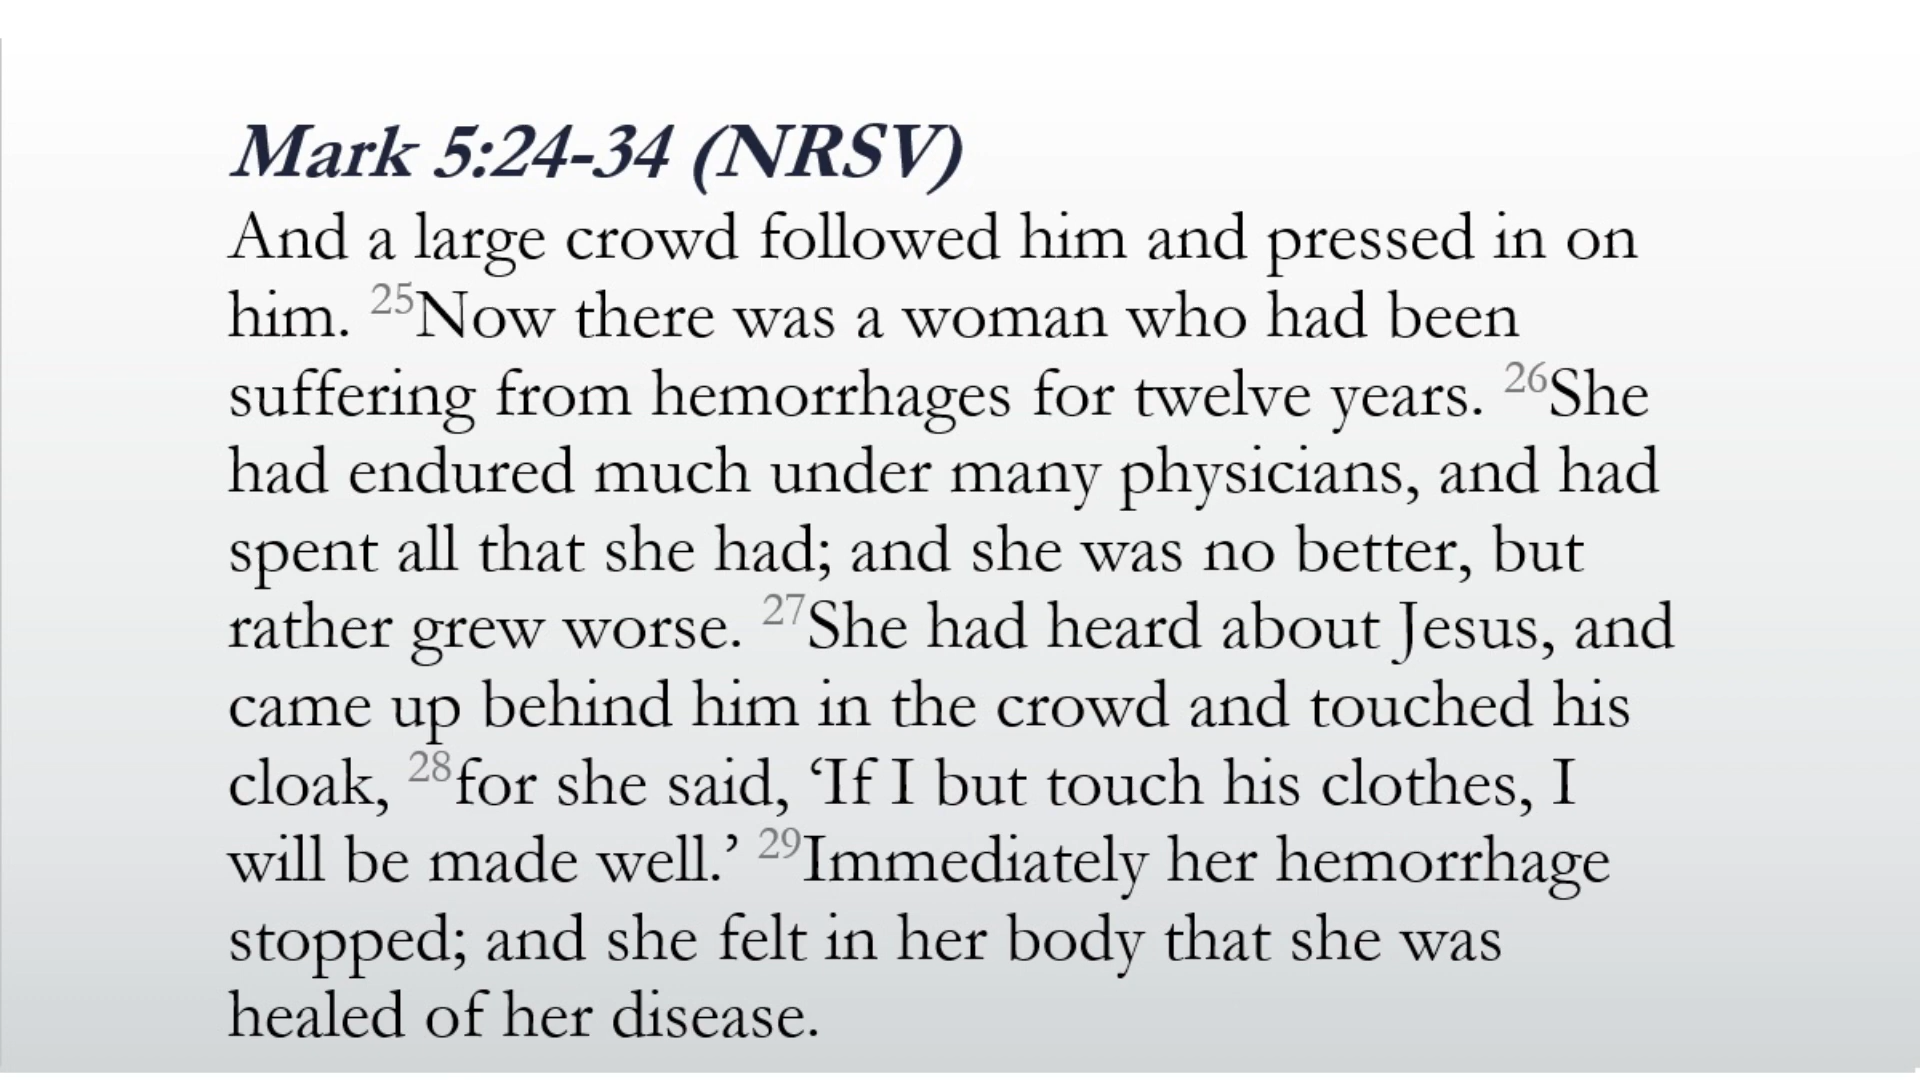 Mark 5:24-34 (NRSV)
And a large crowd followed him and pressed in on
him. 25Now there was a woman who had been
suffering from hemorrhages for twelve years. 26She
had endured much under many physicians, and had
spent all that she had; and she was no better, but
rather grew worse. 27She had heard about Jesus, and
came up behind him in the crowd and touched his
cloak, 28for she said, ‘If I but touch his clothes, I
will be made well.’ 29Immediately her hemorrhage
stopped; and she felt in her body that she was
healed of her disease.